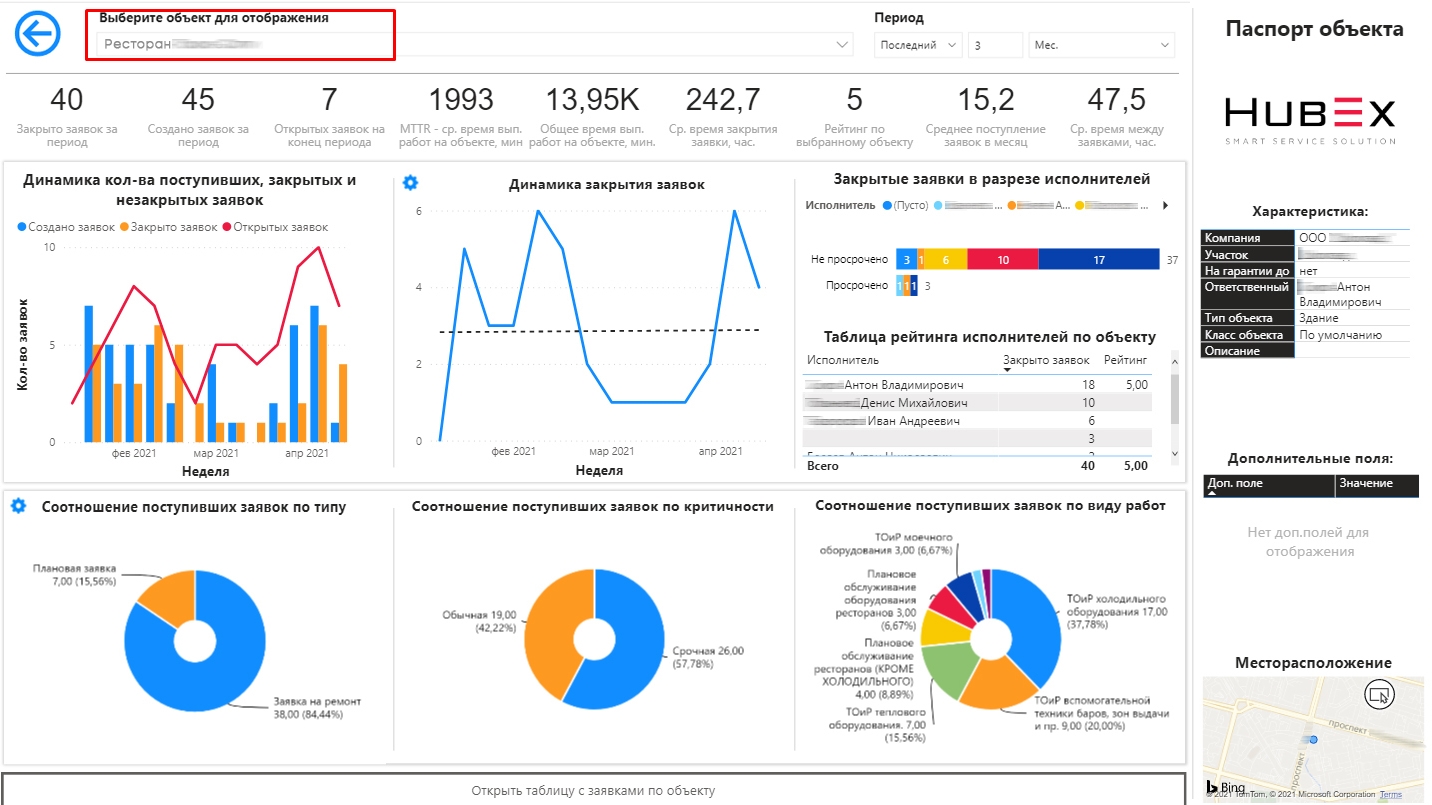 Выберите объект для отображения
Ресторан
Период
Последний
3
Мес.
40
Закрыто заявок за
период
45
Создано заявок за
период
7
Открытых заявок на
конец периода
1993
MTTR - ср. время вып.
работ на объекте, мин
13,95K
Общее время вып.
работ на объекте, мин.
242,7
Ср. время закрытия
заявки, час.
5
Рейтинг по
выбранному объекту
15,2
Среднее поступление
заявок в месяц
47,5
Ср. время между
заявками, час.
Динамика кол-ва поступивших, закрытых и
незакрытых заявок
Создано заявок Закрыто заявок Открытых заявок
Кол-во заявок
10
5
0
фев 2021 мар 2021 апр 2021
Неделя
Динамика закрытия заявок
6
4
2
0
фев 2021 мар 2021 апр 2021
Неделя
Закрытые заявки в разрезе исполнителей
Исполнитель (Пусто) ... А... ...
Не просрочено 3 1 6 10 17 37
Просрочено 1 1 1 3
Таблица рейтинга исполнителей по объекту
Исполнитель Закрыто заявок Рейтинг
Антон Владимирович 18 5,00
Денис Михайлович 10
Иван Андреевич 6
3
Всего 40 5,00
Соотношение поступивших заявок по типу
Плановая заявка
7,00 (15,56%)
Заявка на ремонт
38,00 (84,44%)
Соотношение поступивших заявок по критичности
Обычная 19,00
(42,22%)
Срочная 26,00
(57,78%)
Соотношение поступивших заявок по виду работ
ТОиР моечного
оборудования 3,00 (6,67%)
Плановое
обслуживание
оборудования
ресторанов 3,00
(6,67%)
Плановое
обслуживание
ресторанов (КРОМЕ
ХОЛОДИЛЬНОГО)
4,00 (8,89%)
ТОиР теплового
оборудования. 7,00
(15,56%)
ТОиР холодильного
оборудования 17,00
(37,78%)
ТОиР вспомогательной
техники баров, зон выдачи
и пр. 9,00 (20,00%)
Открыть таблицу с заявками по объекту
Паспорт объекта
HUBEX
SMART SERVICE SOLUTION
Характеристика:
Компания ООО
Участок
На гарантии до нет
Ответственный Антон
Владимирович
Тип объекта Здание
Класс объекта По умолчанию
Описание
Дополнительные поля:
Доп. поле Значение
Нет доп.полей для
отображения
Месторасположение
проспект
проспект
Bing
© 2021 TomTom, © 2021 Microsoft Corporation Terms